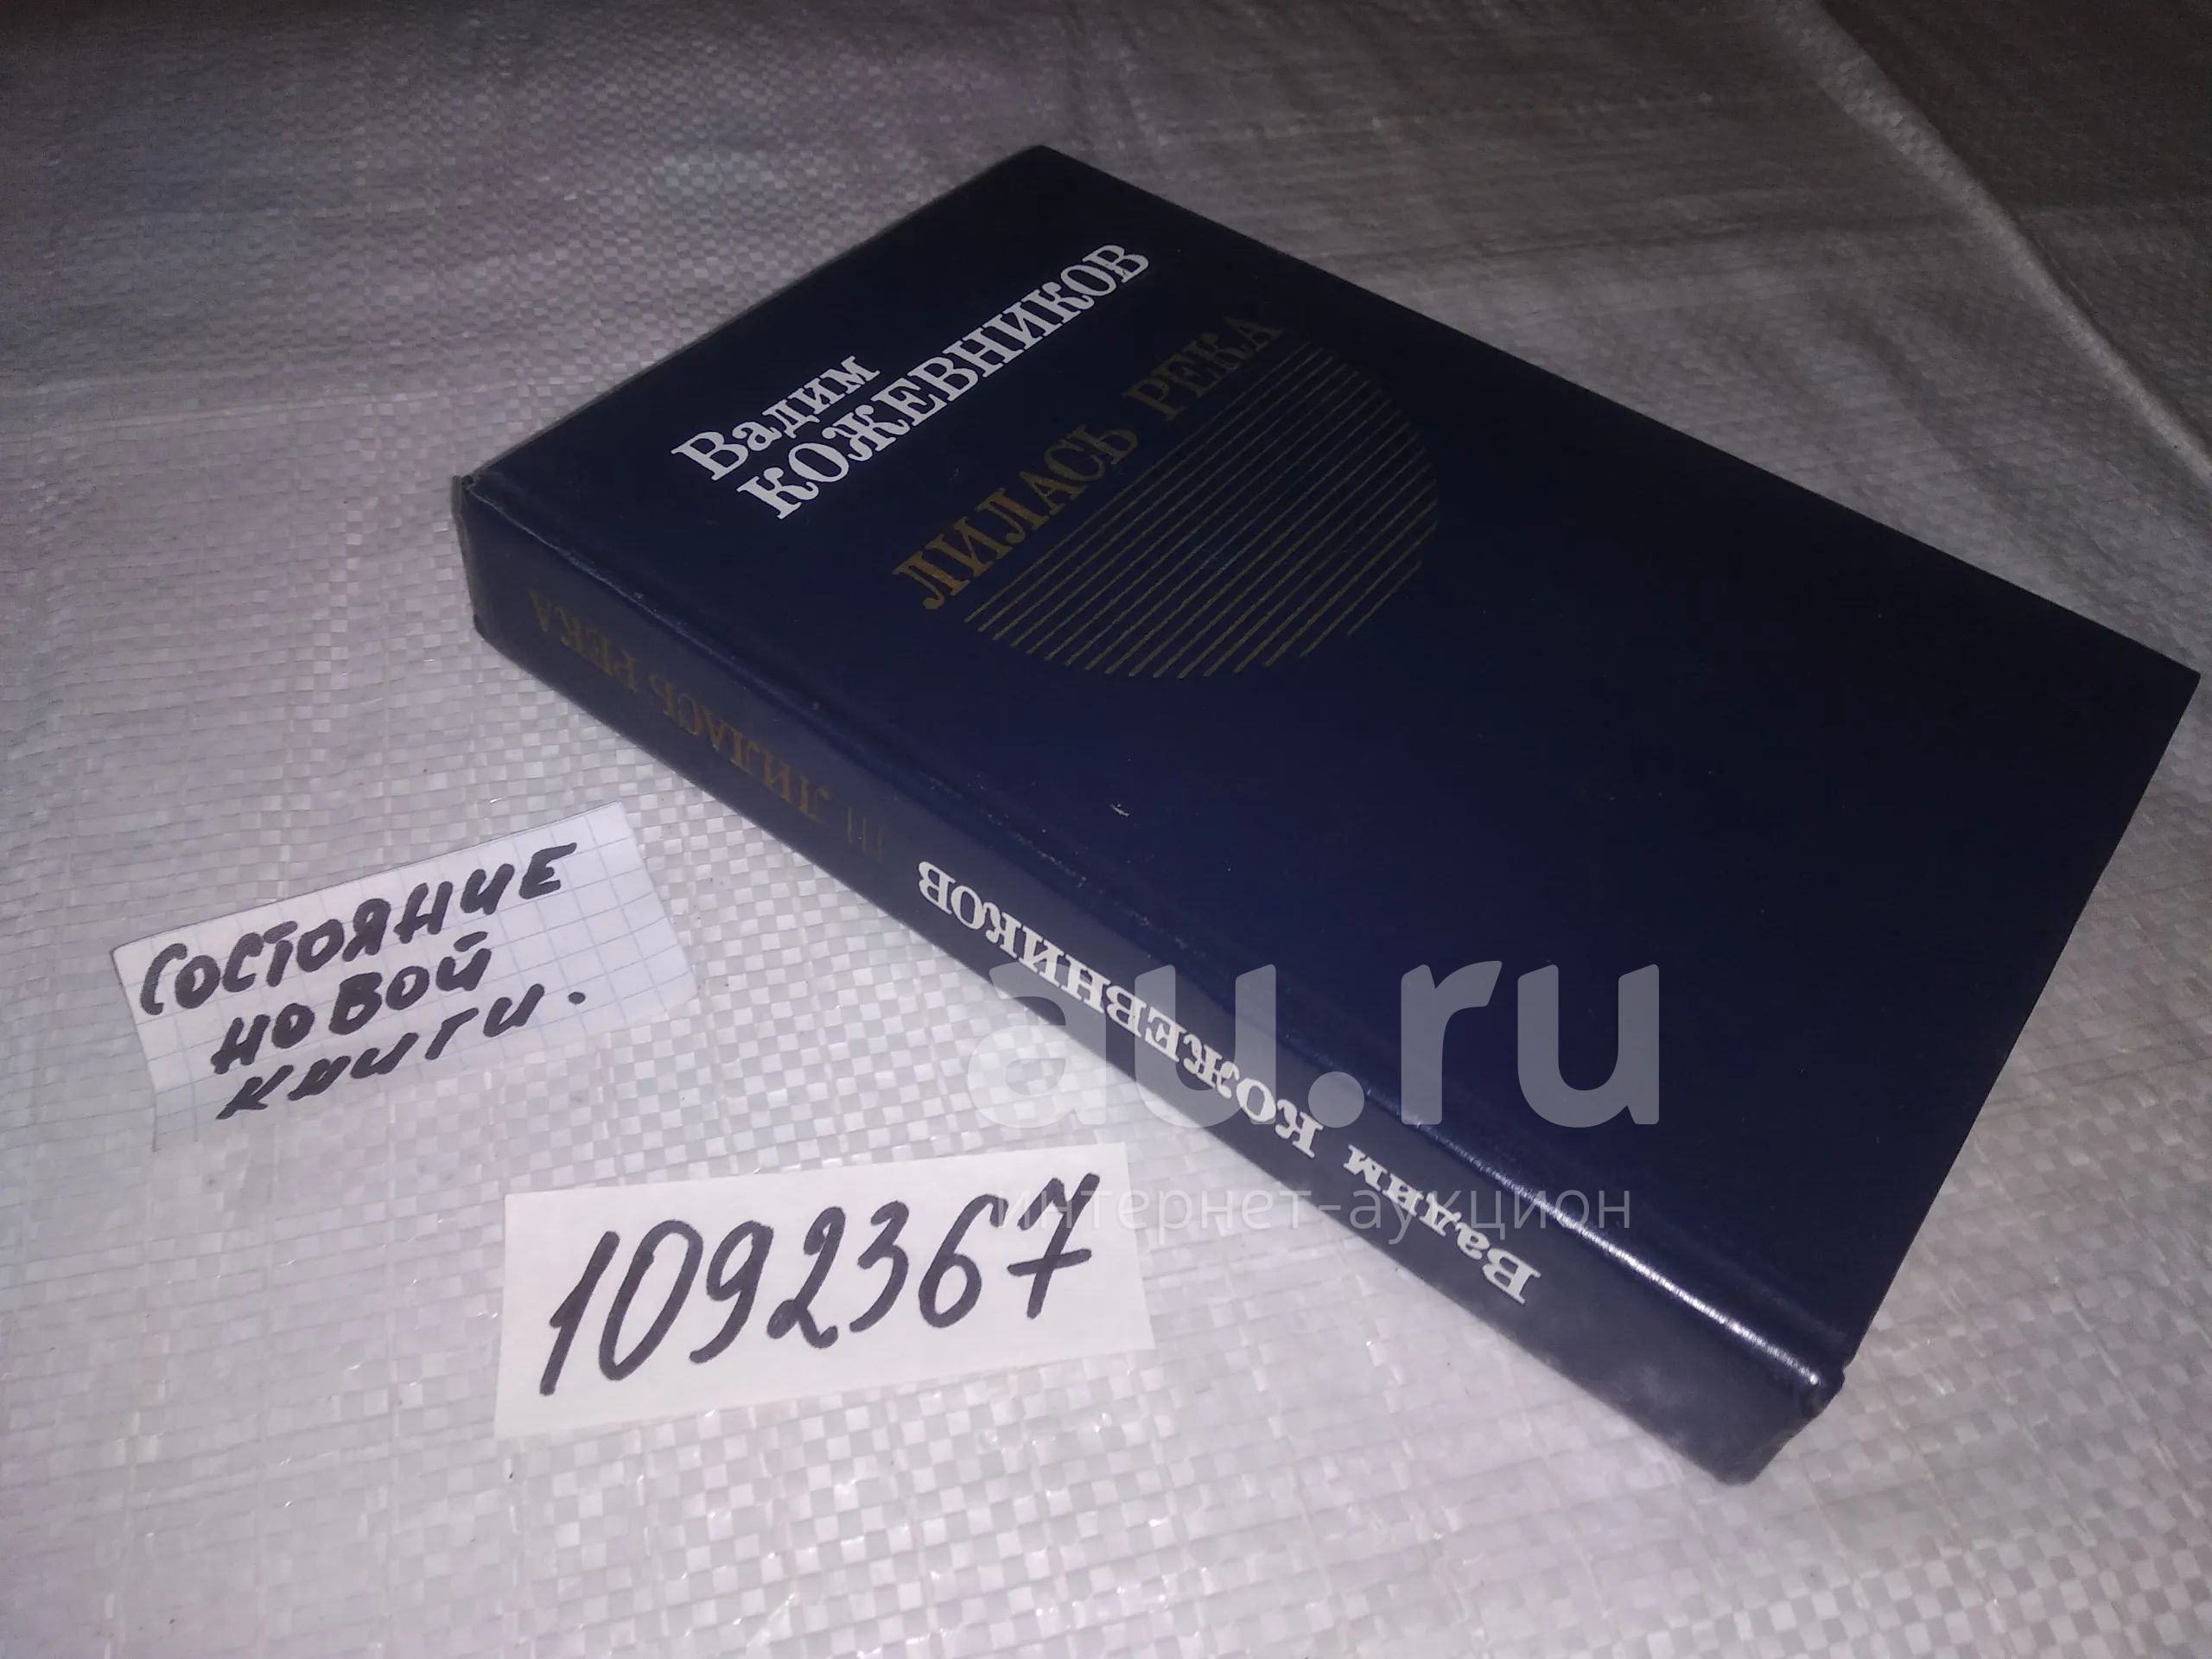 Вадим
КОЖЕВНИКОВ
ЛИЛАСЬ РЕКА
Вадим КОЖЕВНИКОВ ЛИЛАСЬ РЕКА
СОСТОЯНИЕ
НОВОЙ
КНИГИ.
1092367
au.ru
интернет-аукцион